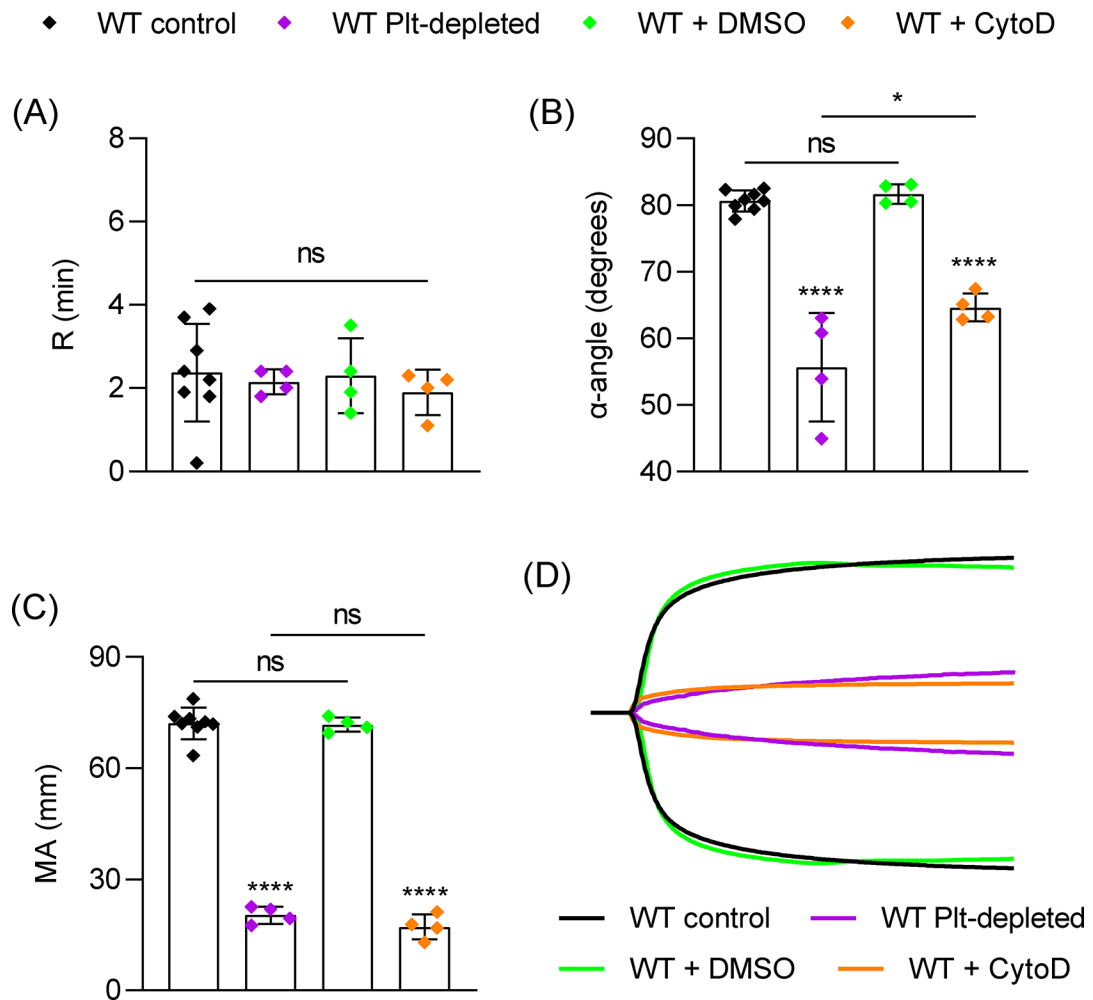 WT control WT Plt-depleted WT + DMSO WT + CytoD
(A)
R (min)
8
6
4
2
0
ns
(B)
α-angle (degrees)
90
80
70
60
50
40
*
ns
****
****
(C)
MA (mm)
90
60
30
0
ns
ns
****
****
(D)
WT control WT Plt-depleted
WT + DMSO WT + CytoD